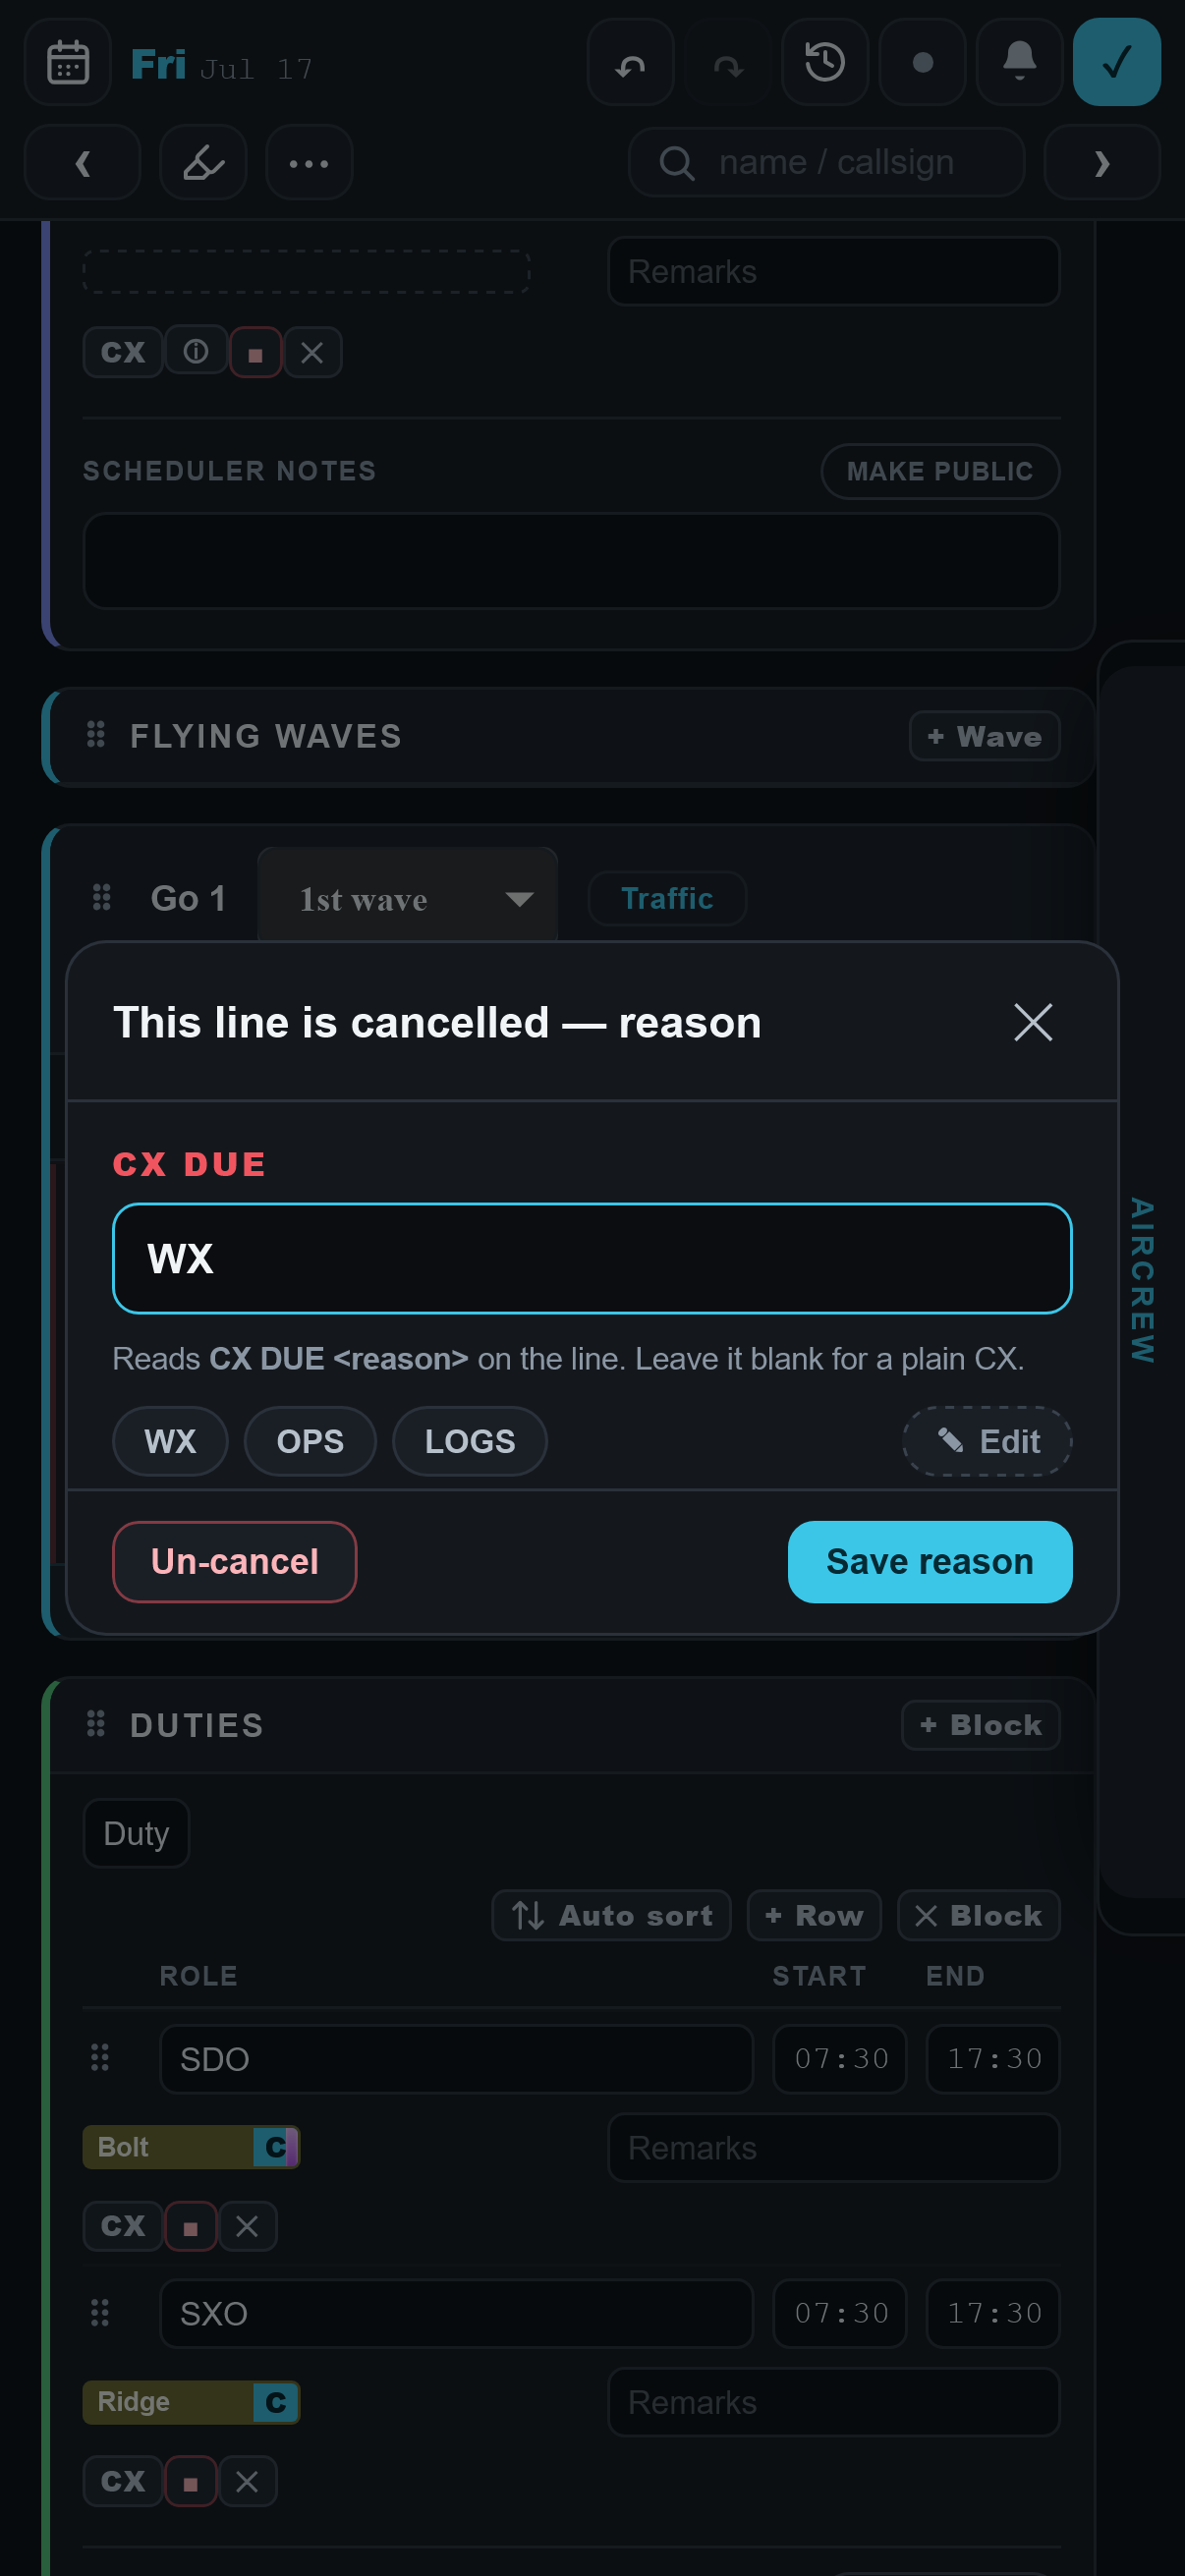 Fri Jul 17
name / callsign
Remarks
CX
SCHEDULER NOTES
MAKE PUBLIC
FLYING WAVES
+ Wave
Go 1
1st wave
Traffic
This line is cancelled — reason
CX DUE
WX
Reads CX DUE <reason> on the line. Leave it blank for a plain CX.
WX OPS LOGS Edit
Un-cancel Save reason
AIRCREW
DUTIES
+ Block
Duty
Auto sort + Row × Block
ROLE START END
SDO 07:30 17:30
Bolt C Remarks
CX
SXO 07:30 17:30
Ridge C Remarks
CX